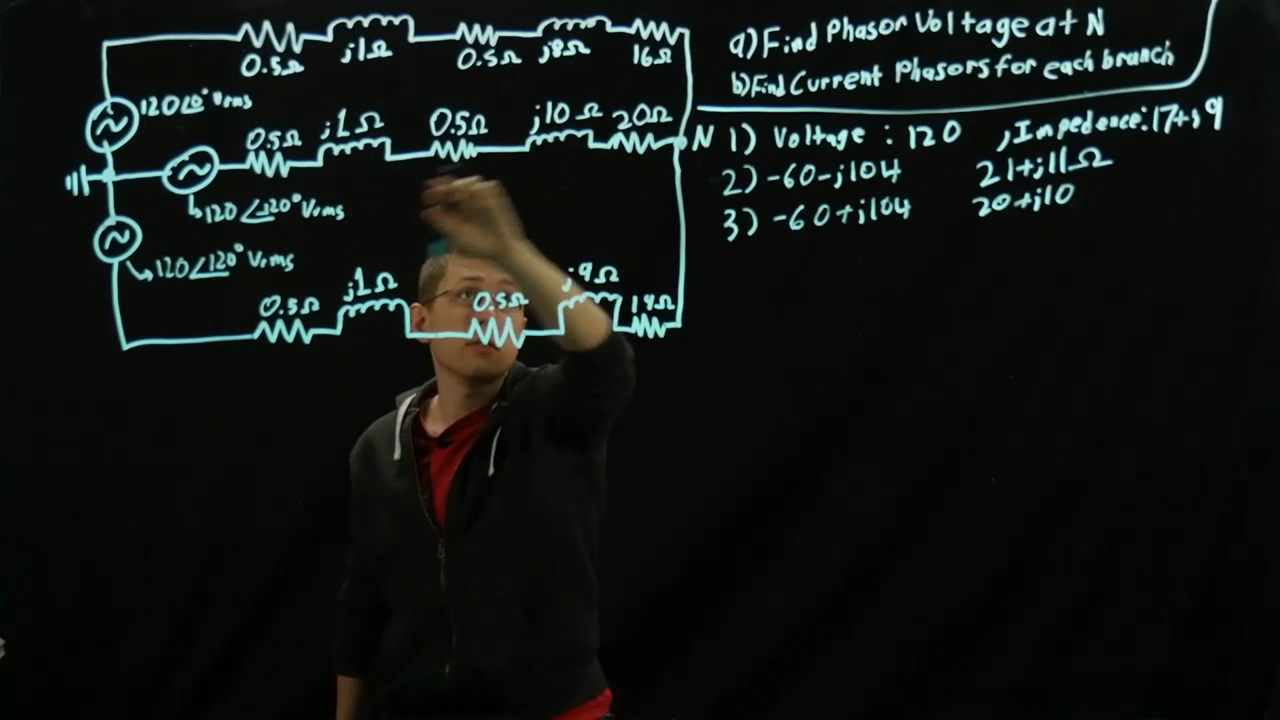 j1Ω
0.5Ω
0.5Ω
j8Ω
16Ω
120∠0° Vrms
0.5Ω
j1Ω
0.5Ω
j10Ω
20Ω
N
120∠120° Vrms
120∠120° Vrms
0.5Ω
j1Ω
0.5Ω
j9Ω
19Ω
a) Find Phasor Voltage at N
b) Find Current Phasors for each branch
1) Voltage : 120 , Impedence: 17+j9
2) -60-j104 21+j11Ω
3) -60+j104 20+j10